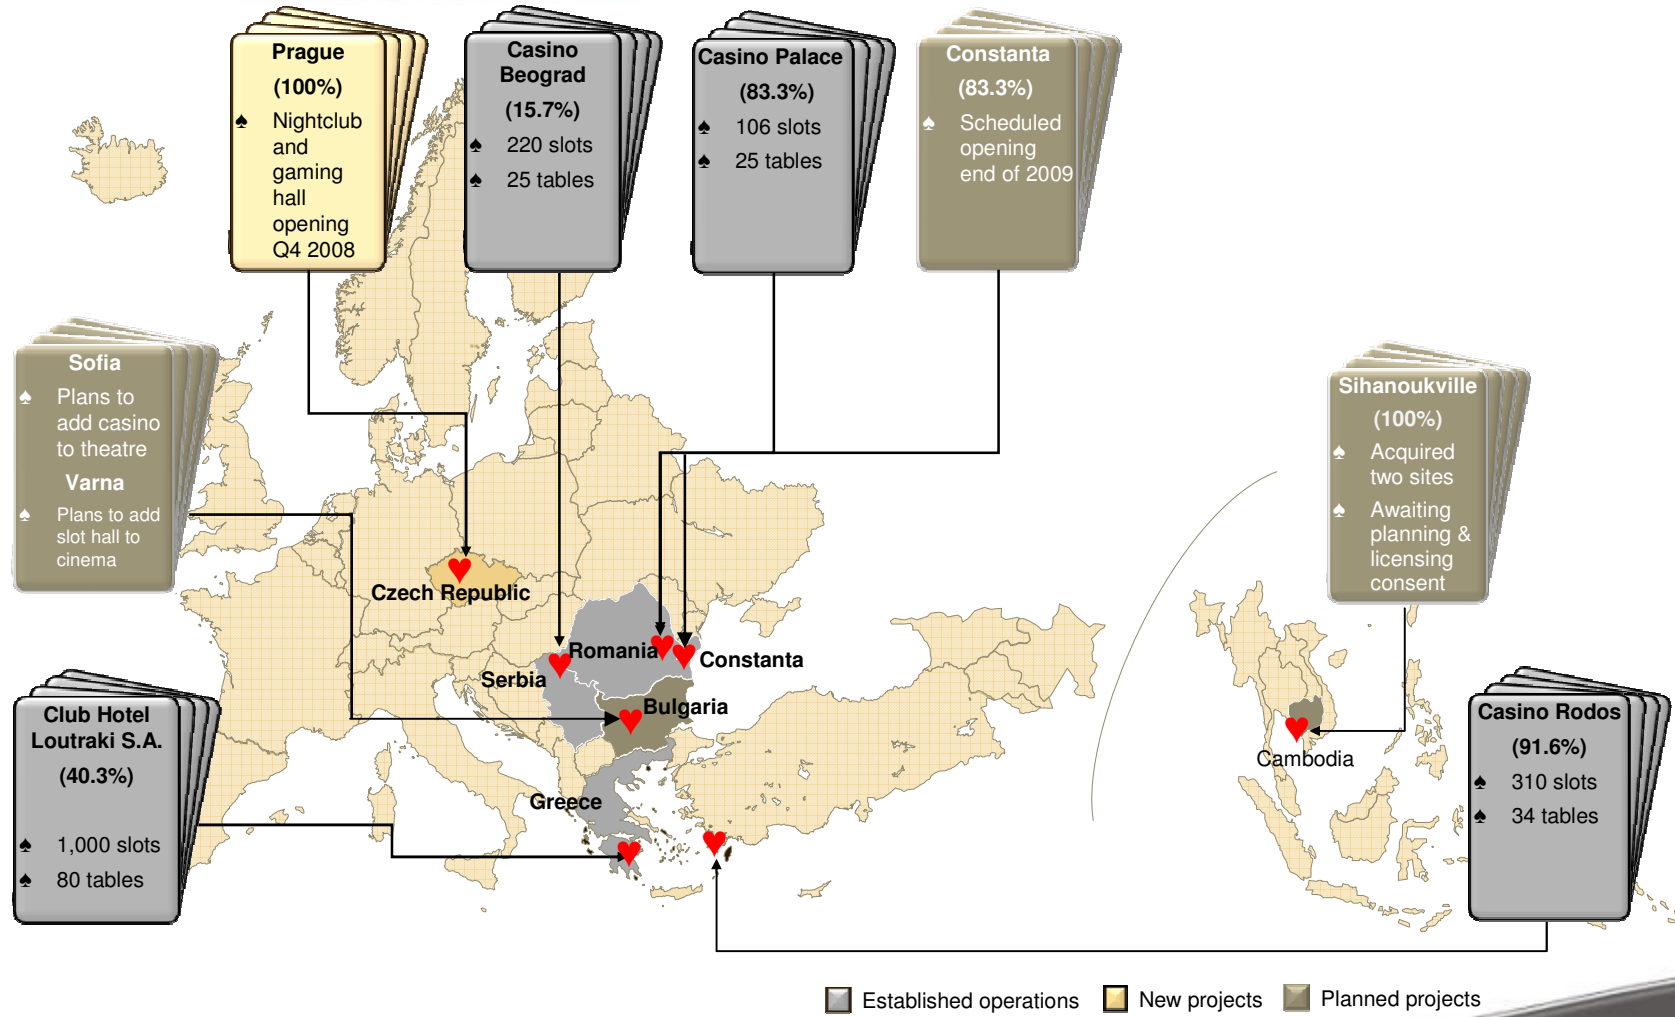 Prague
(100%)
♠ Nightclub
and
gaming
hall
opening
Q4 2008
Casino
Beograd
(15.7%)
♠ 220 slots
♠ 25 tables
Casino Palace
(83.3%)
♠ 106 slots
♠ 25 tables
Constanta
(83.3%)
♠ Scheduled
opening
end of 2009
Sofia
♠ Plans to
add casino
to theatre
Varna
♠ Plans to add
slot hall to
cinema
Sihanoukville
(100%)
♠ Acquired
two sites
♠ Awaiting
planning &
licensing
consent
Czech Republic
Romania
Constanta
Serbia
Bulgaria
Greece
Cambodia
Club Hotel
Loutraki S.A.
(40.3%)
♠ 1,000 slots
♠ 80 tables
Casino Rodos
(91.6%)
♠ 310 slots
♠ 34 tables
Established operations
New projects
Planned projects